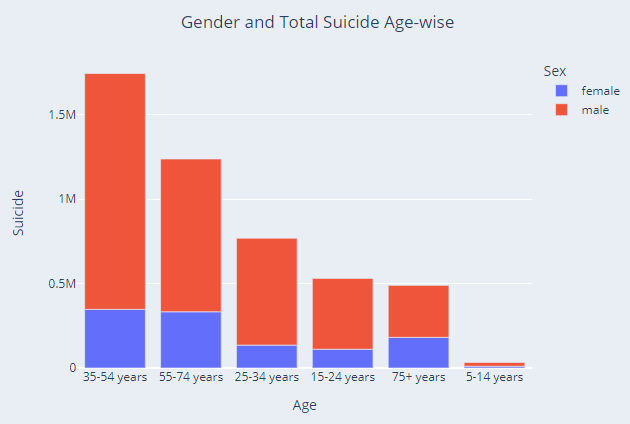 Gender and Total Suicide Age-wise
Sex
female
male
1.5M
1M
0.5M
0
Suicide
35-54 years
55-74 years
25-34 years
15-24 years
75+ years
5-14 years
Age